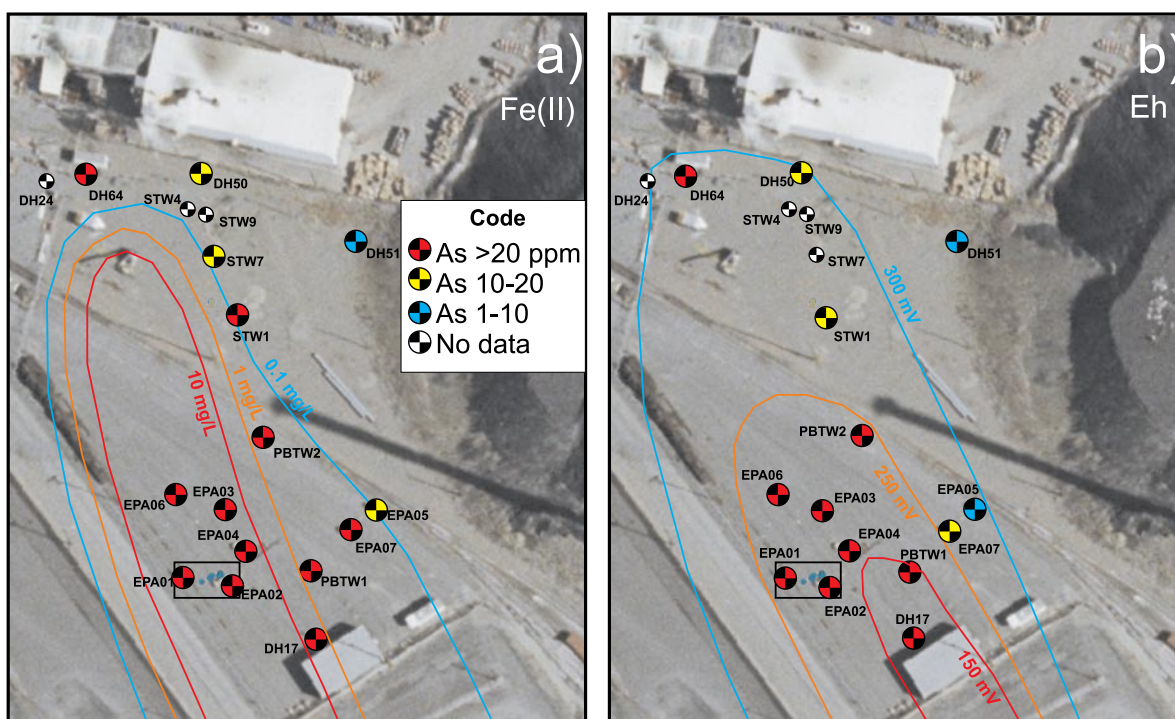 a)
Fe(II)
DH24
DH64
DH50
STW4
STW9
STW7
DH51
STW1
Code
As >20 ppm
As 10-20
As 1-10
No data
10 mg/L
1 mg/L
0.1 mg/L
PBTW2
EPA06
EPA03
EPA05
EPA07
EPA04
EPA01
EPA02
PBTW1
DH17
b)
Eh
DH24
DH64
DH50
STW4
STW9
STW7
DH51
300 mV
STW1
PBTW2
250 mV
EPA06
EPA03
EPA05
EPA07
EPA04
EPA01
EPA02
PBTW1
DH17
150 mV